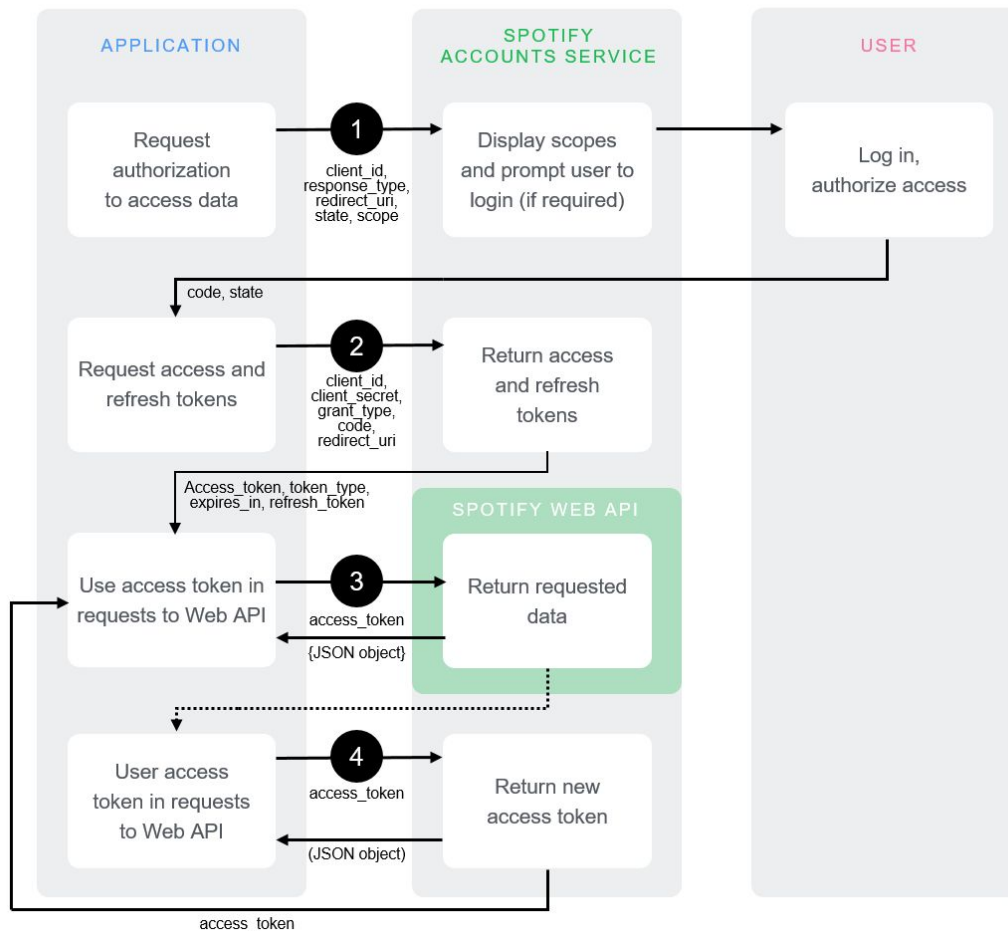 APPLICATION
SPOTIFY
ACCOUNTS SERVICE
USER
Request
authorization
to access data
1
client_id,
response_type,
redirect_uri,
state, scope
Display scopes
and prompt user to
login (if required)
Log in,
authorize access
code, state
Request access and
refresh tokens
2
client_id,
client_secret,
grant_type,
code,
redirect_uri
Return access
and refresh
tokens
Access_token, token_type,
expires_in, refresh_token
SPOTIFY WEB API
Use access token in
requests to Web API
3
access_token
{JSON object}
Return requested
data
User access
token in requests
to Web API
4
access_token
(JSON object)
Return new
access token
access_token